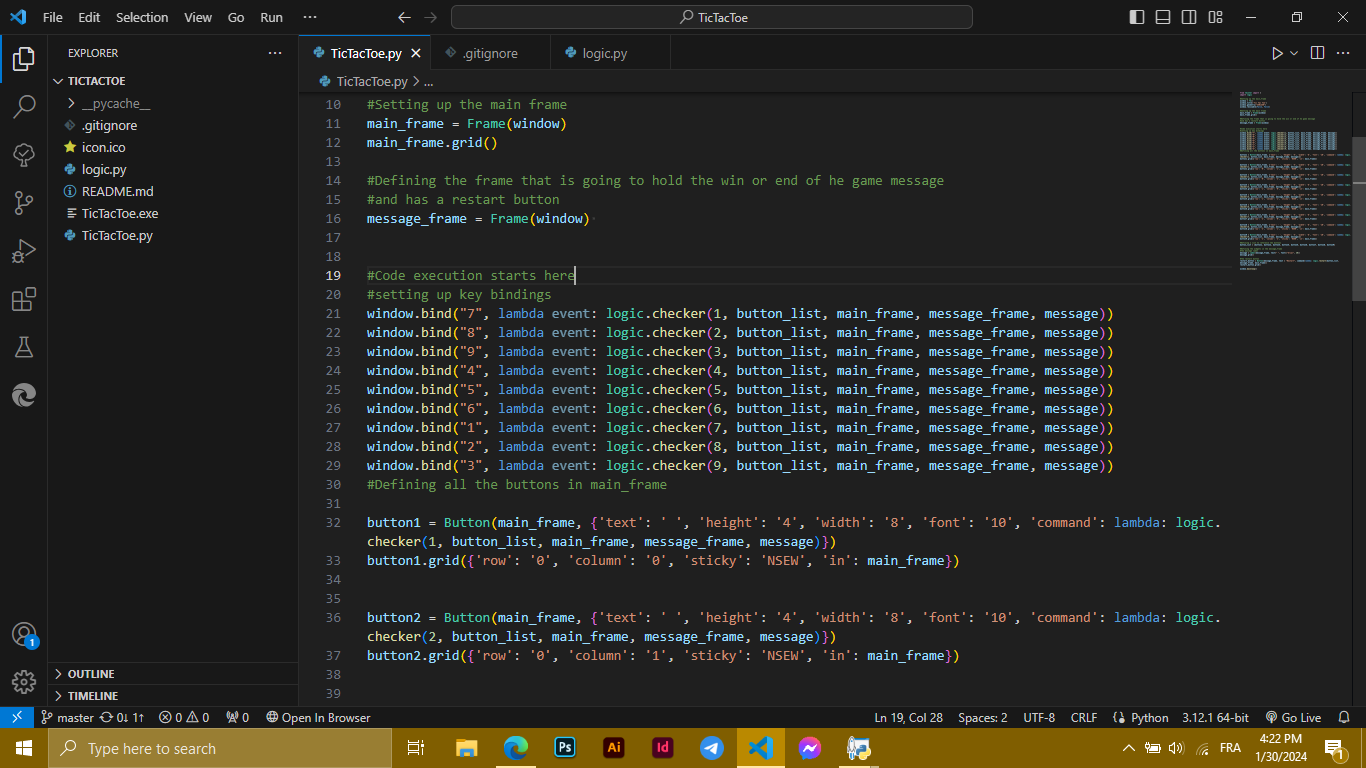 File Edit Selection View Go Run ··· TicTacToe
EXPLORER ···
TICTACTOE
__pycache__
.gitignore
icon.ico
logic.py
README.md
TicTacToe.exe
TicTacToe.py
OUTLINE
TIMELINE
TicTacToe.py .gitignore logic.py
TicTacToe.py > ...
10 #Setting up the main frame
11 main_frame = Frame(window)
12 main_frame.grid()
13
14 #Defining the frame that is going to hold the win or end of he game message
15 #and has a restart button
16 message_frame = Frame(window)
17
18
19 #Code execution starts here
20 #setting up key bindings
21 window.bind("7", lambda event: logic.checker(1, button_list, main_frame, message_frame, message))
22 window.bind("8", lambda event: logic.checker(2, button_list, main_frame, message_frame, message))
23 window.bind("9", lambda event: logic.checker(3, button_list, main_frame, message_frame, message))
24 window.bind("4", lambda event: logic.checker(4, button_list, main_frame, message_frame, message))
25 window.bind("5", lambda event: logic.checker(5, button_list, main_frame, message_frame, message))
26 window.bind("6", lambda event: logic.checker(6, button_list, main_frame, message_frame, message))
27 window.bind("1", lambda event: logic.checker(7, button_list, main_frame, message_frame, message))
28 window.bind("2", lambda event: logic.checker(8, button_list, main_frame, message_frame, message))
29 window.bind("3", lambda event: logic.checker(9, button_list, main_frame, message_frame, message))
30 #Defining all the buttons in main_frame
31
32 button1 = Button(main_frame, {'text': ' ', 'height': '4', 'width': '8', 'font': '10', 'command': lambda: logic.
checker(1, button_list, main_frame, message_frame, message)})
33 button1.grid({'row': '0', 'column': '0', 'sticky': 'NSEW', 'in': main_frame})
34
35
36 button2 = Button(main_frame, {'text': ' ', 'height': '4', 'width': '8', 'font': '10', 'command': lambda: logic.
checker(2, button_list, main_frame, message_frame, message)})
37 button2.grid({'row': '0', 'column': '1', 'sticky': 'NSEW', 'in': main_frame})
38
39
1
master 0↓ 1↑ 0 0 0 Open In Browser Ln 19, Col 28 Spaces: 2 UTF-8 CRLF Python 3.12.1 64-bit Go Live
Type here to search Ps Ai Id FRA 4:22 PM
1/30/2024 1